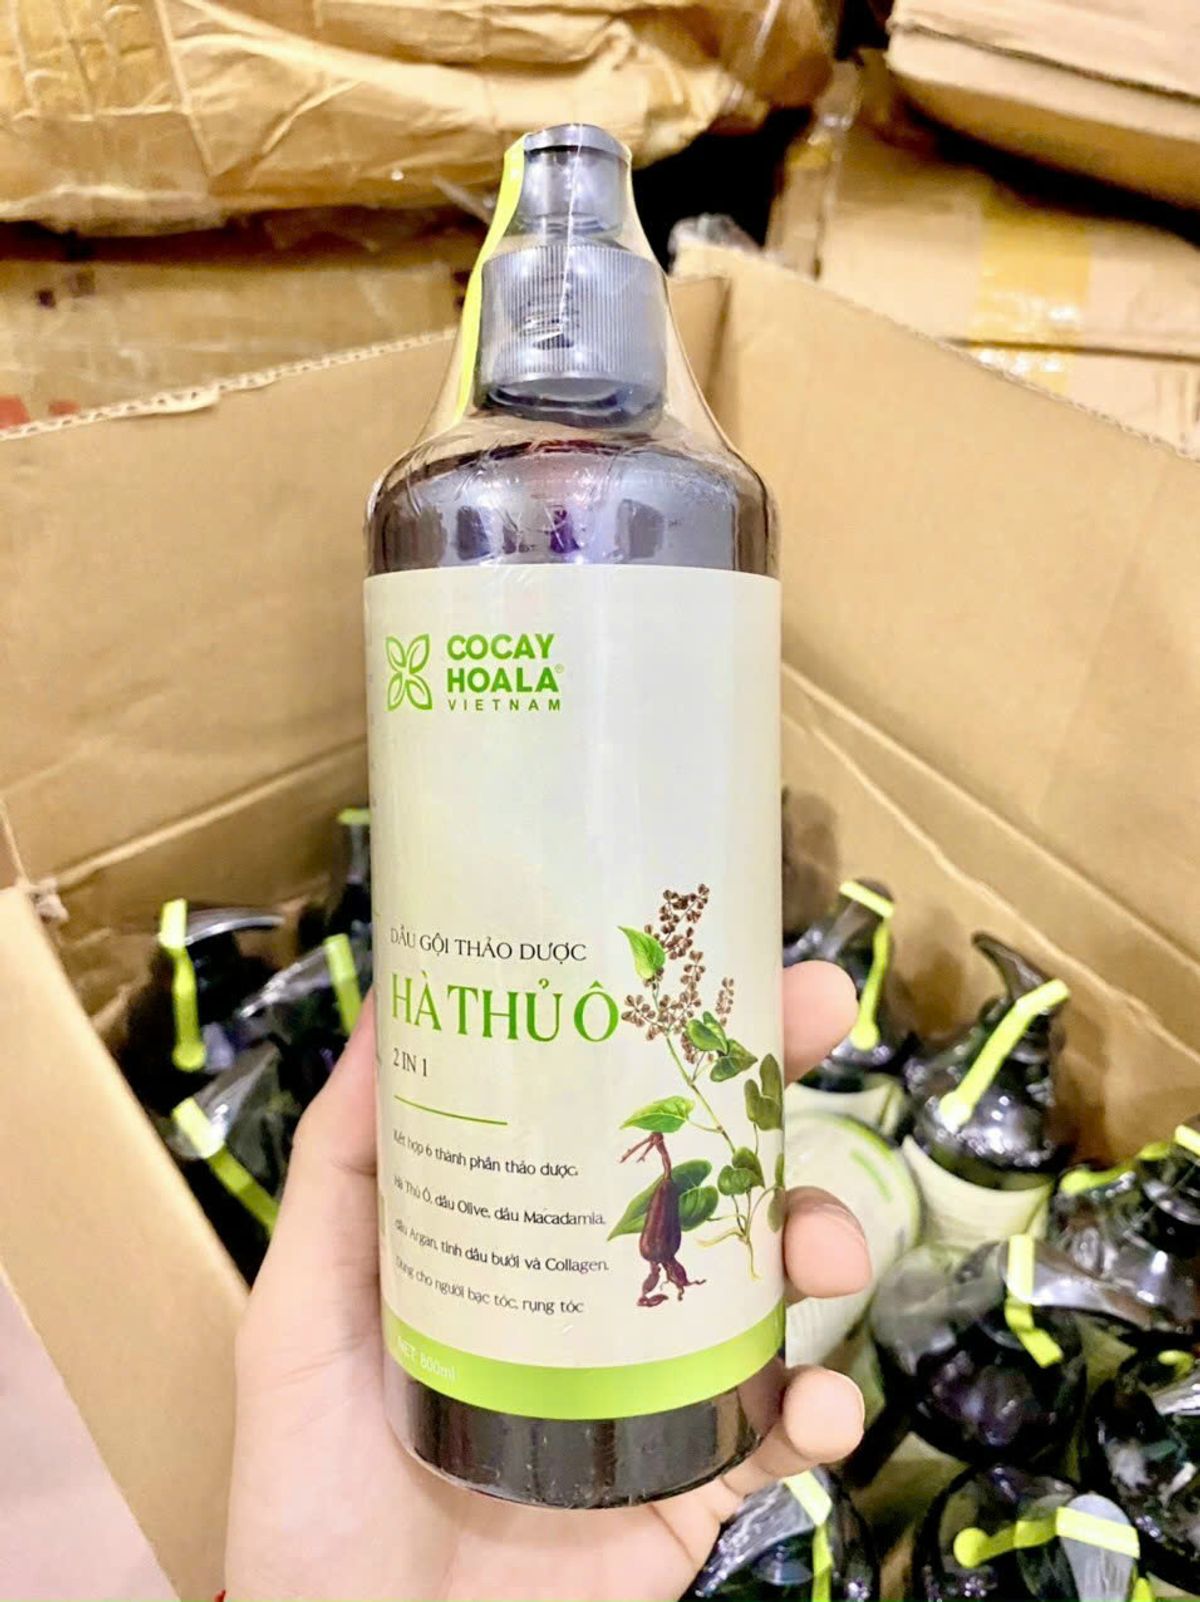 COCAY
HOALA®
VIETNAM
DẦU GỘI THẢO DƯỢC
HÀ THỦ Ô
2 IN 1
Kết hợp 6 thành phần thảo dược,
Hà Thủ Ô, dầu Olive, dầu Macadamia,
dầu Argan, tinh dầu bưởi và Collagen.
Dùng cho người bạc tóc, rụng tóc
NET 800ml